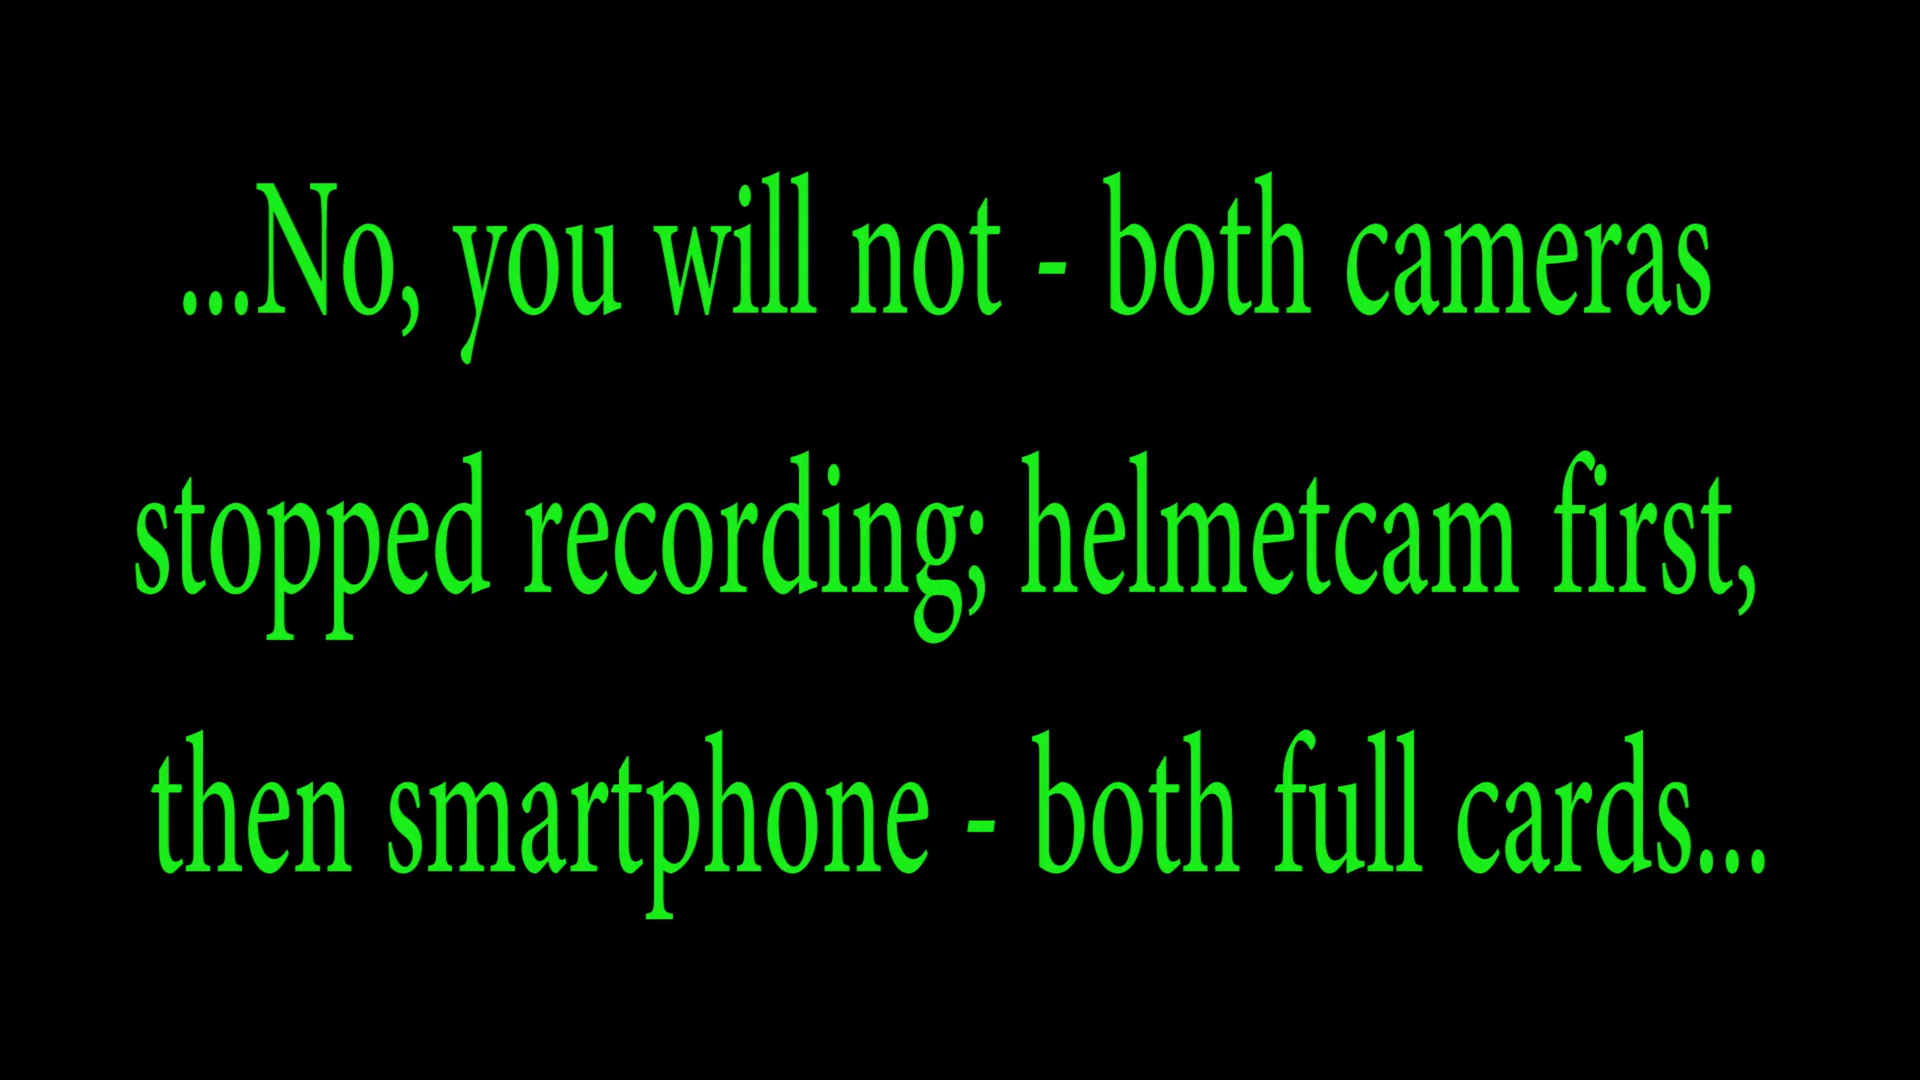 ...No, you will not - both cameras
stopped recording; helmetcam first,
then smartphone - both full cards...